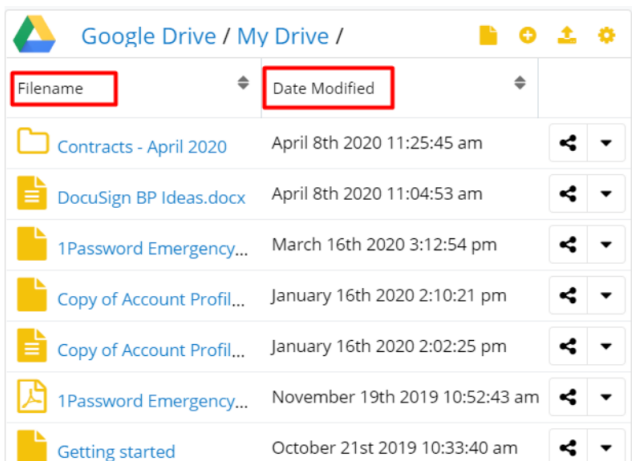 Google Drive / My Drive /
Filename Date Modified
Contracts - April 2020 April 8th 2020 11:25:45 am
DocuSign BP Ideas.docx April 8th 2020 11:04:53 am
1Password Emergency... March 16th 2020 3:12:54 pm
Copy of Account Profil... January 16th 2020 2:10:21 pm
Copy of Account Profil... January 16th 2020 2:02:25 pm
1Password Emergency... November 19th 2019 10:52:43 am
Getting started October 21st 2019 10:33:40 am